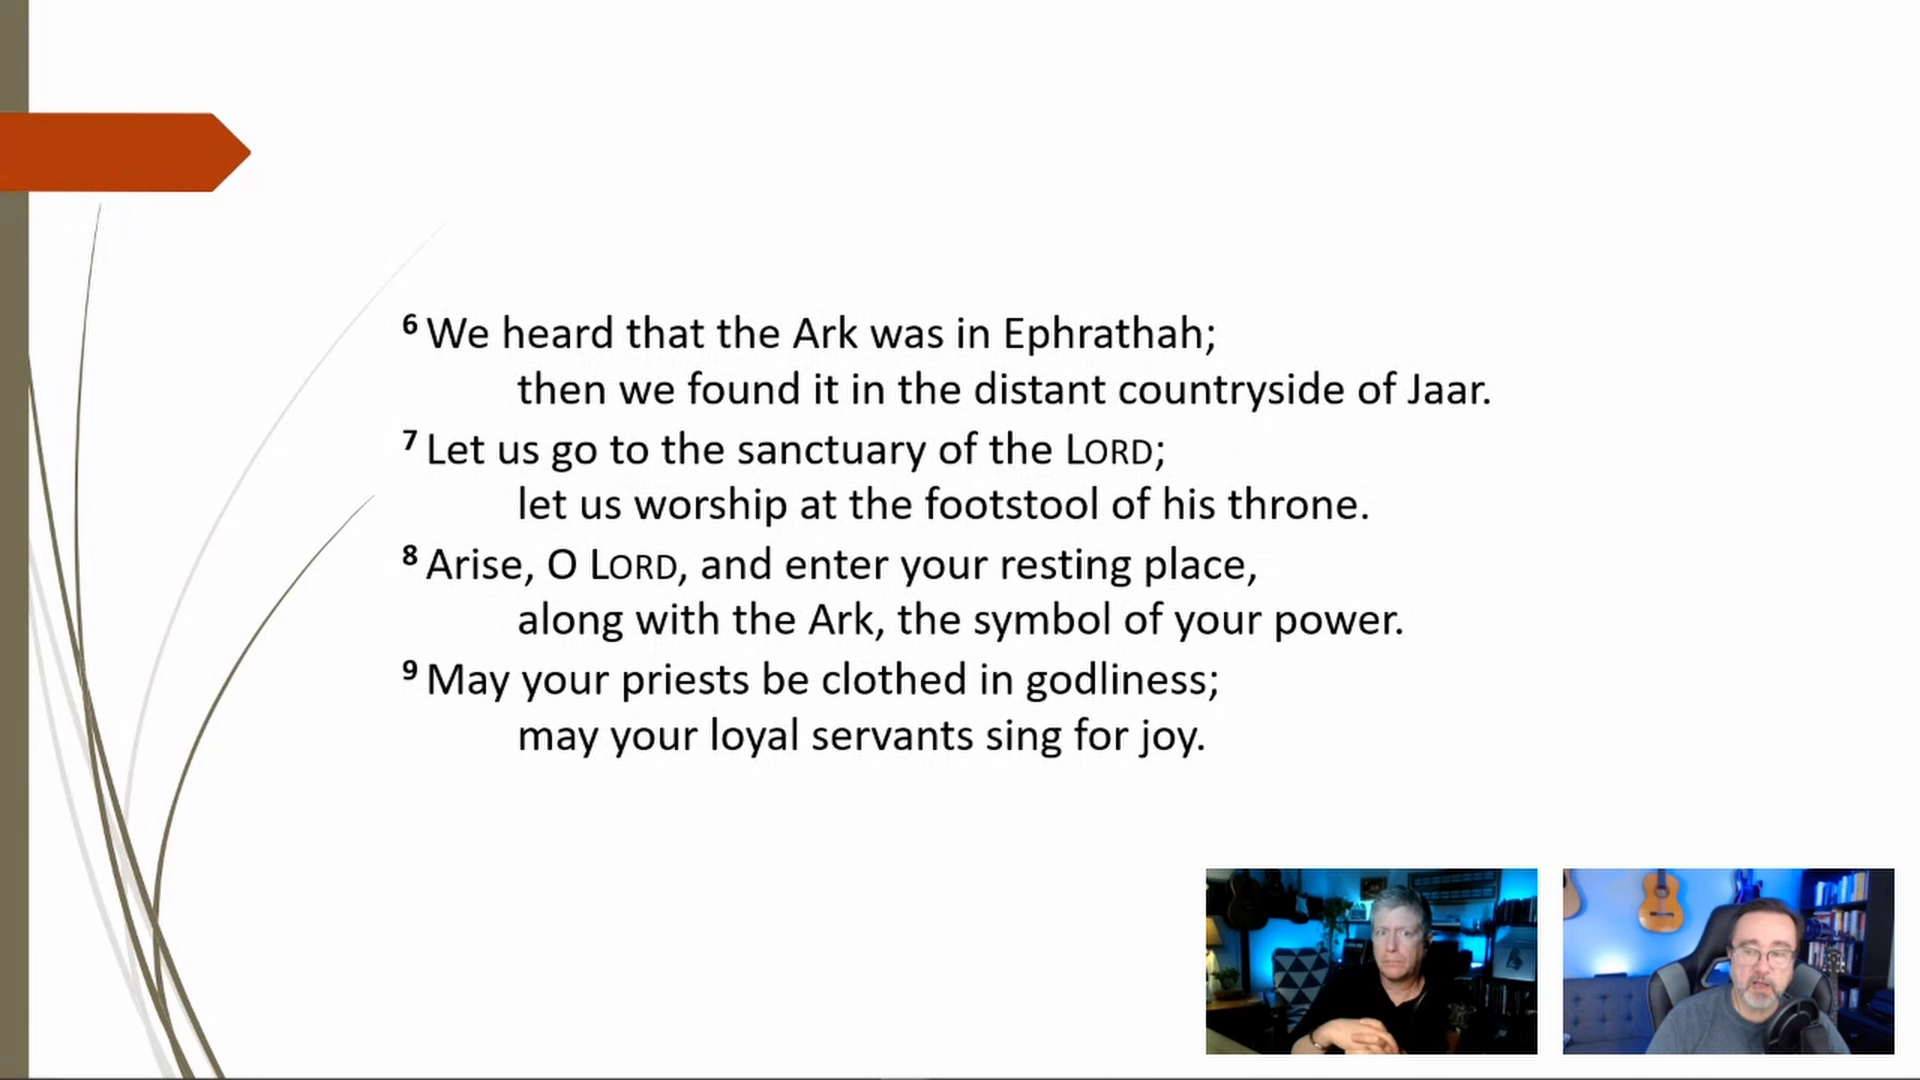 6 We heard that the Ark was in Ephrathah;
then we found it in the distant countryside of Jaar.
7 Let us go to the sanctuary of the LORD;
let us worship at the footstool of his throne.
8 Arise, O LORD, and enter your resting place,
along with the Ark, the symbol of your power.
9 May your priests be clothed in godliness;
may your loyal servants sing for joy.